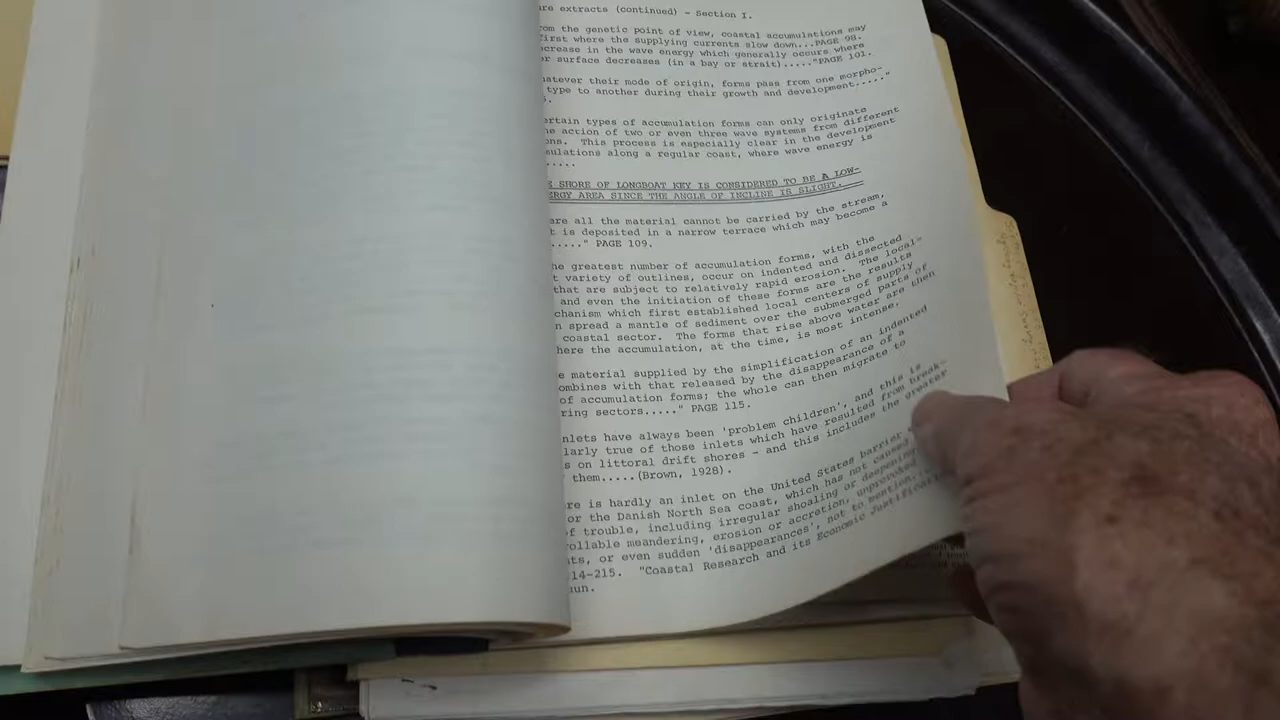 re extracts (continued) - Section I.
om the genetic point of view, coastal accumulations may
irst where the supplying currents slow down...PAGE 98.
crease in the wave energy which generally occurs where
r surface decreases (in a bay or strait)....."PAGE 101.
atever their mode of origin, forms pass from one morpho-
type to another during their growth and development....."
.
ertain types of accumulation forms can only originate
e action of two or even three wave systems from different
ns. This process is especially clear in the development
sulations along a regular coast, where wave energy is
.....
E SHORE OF LONGBOAT KEY IS CONSIDERED TO BE A LOW-
ERGY AREA SINCE THE ANGLE OF INCLINE IS SLIGHT.
are all the material cannot be carried by the stream,
t is deposited in a narrow terrace which may become a
....." PAGE 109.
he greatest number of accumulation forms, with the
t variety of outlines, occur on indented and dissected
that are subject to relatively rapid erosion. The local-
and even the initiation of these forms are the results
chanism which first established local centers of supply
n spread a mantle of sediment over the submerged parts of
coastal sector. The forms that rise above water are then
here the accumulation, at the time, is most intense.
e material supplied by the simplification of an indented
ombines with that released by the disappearance of a
of accumulation forms; the whole can then migrate to
ring sectors....." PAGE 115.
nlets have always been 'problem children', and this is
larly true of those inlets which have resulted from break-
s on littoral drift shores - and this includes the greater
them.....(Brown, 1928).
re is hardly an inlet on the United States barrier
or the Danish North Sea coast, which has not caused
f trouble, including irregular shoaling or deepening
rollable meandering, erosion or accretion, unprovoked
ts, or even sudden 'disappearances', not to mention
14-215. "Coastal Research and its Economic Justificati
un.